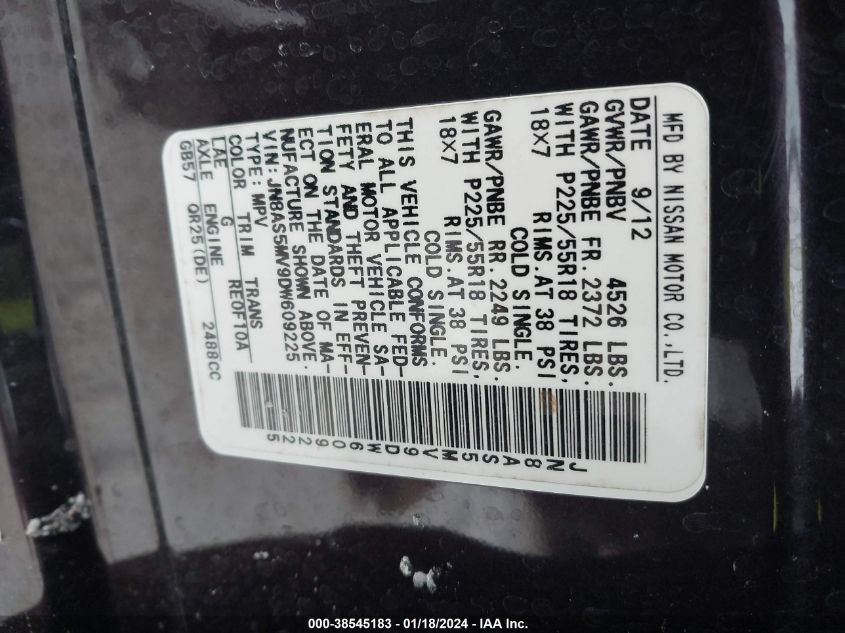 MFD BY NISSAN MOTOR CO.,LTD.
DATE 9/12
GVWR/PNBV 4526 LBS.
GAWR/PNBE FR. 2372 LBS.
WITH P225/55R18 TIRES,
18X7 RIMS.AT 38 PSI
COLD SINGLE.
GAWR/PNBE RR. 2249 LBS.
WITH P225/55R18 TIRES,
18X7 RIMS.AT 38 PSI
COLD SINGLE.
THIS VEHICLE CONFORMS
TO ALL APPLICABLE FED-
ERAL MOTOR VEHICLE SA-
FETY AND THEFT PREVEN-
TION STANDARDS IN EFF-
ECT ON THE DATE OF MA-
NUFACTURE SHOWN ABOVE.
VIN:JN8AS5MV9DW609225
TYPE:MPV
COLOR TRIM TRANS
LAE G RE0F10A
AXLE ENGINE
GB57 QR25(DE) 2488CC
JN8AS5MV9DW609225
000-38545183 - 01/18/2024 - IAA Inc.